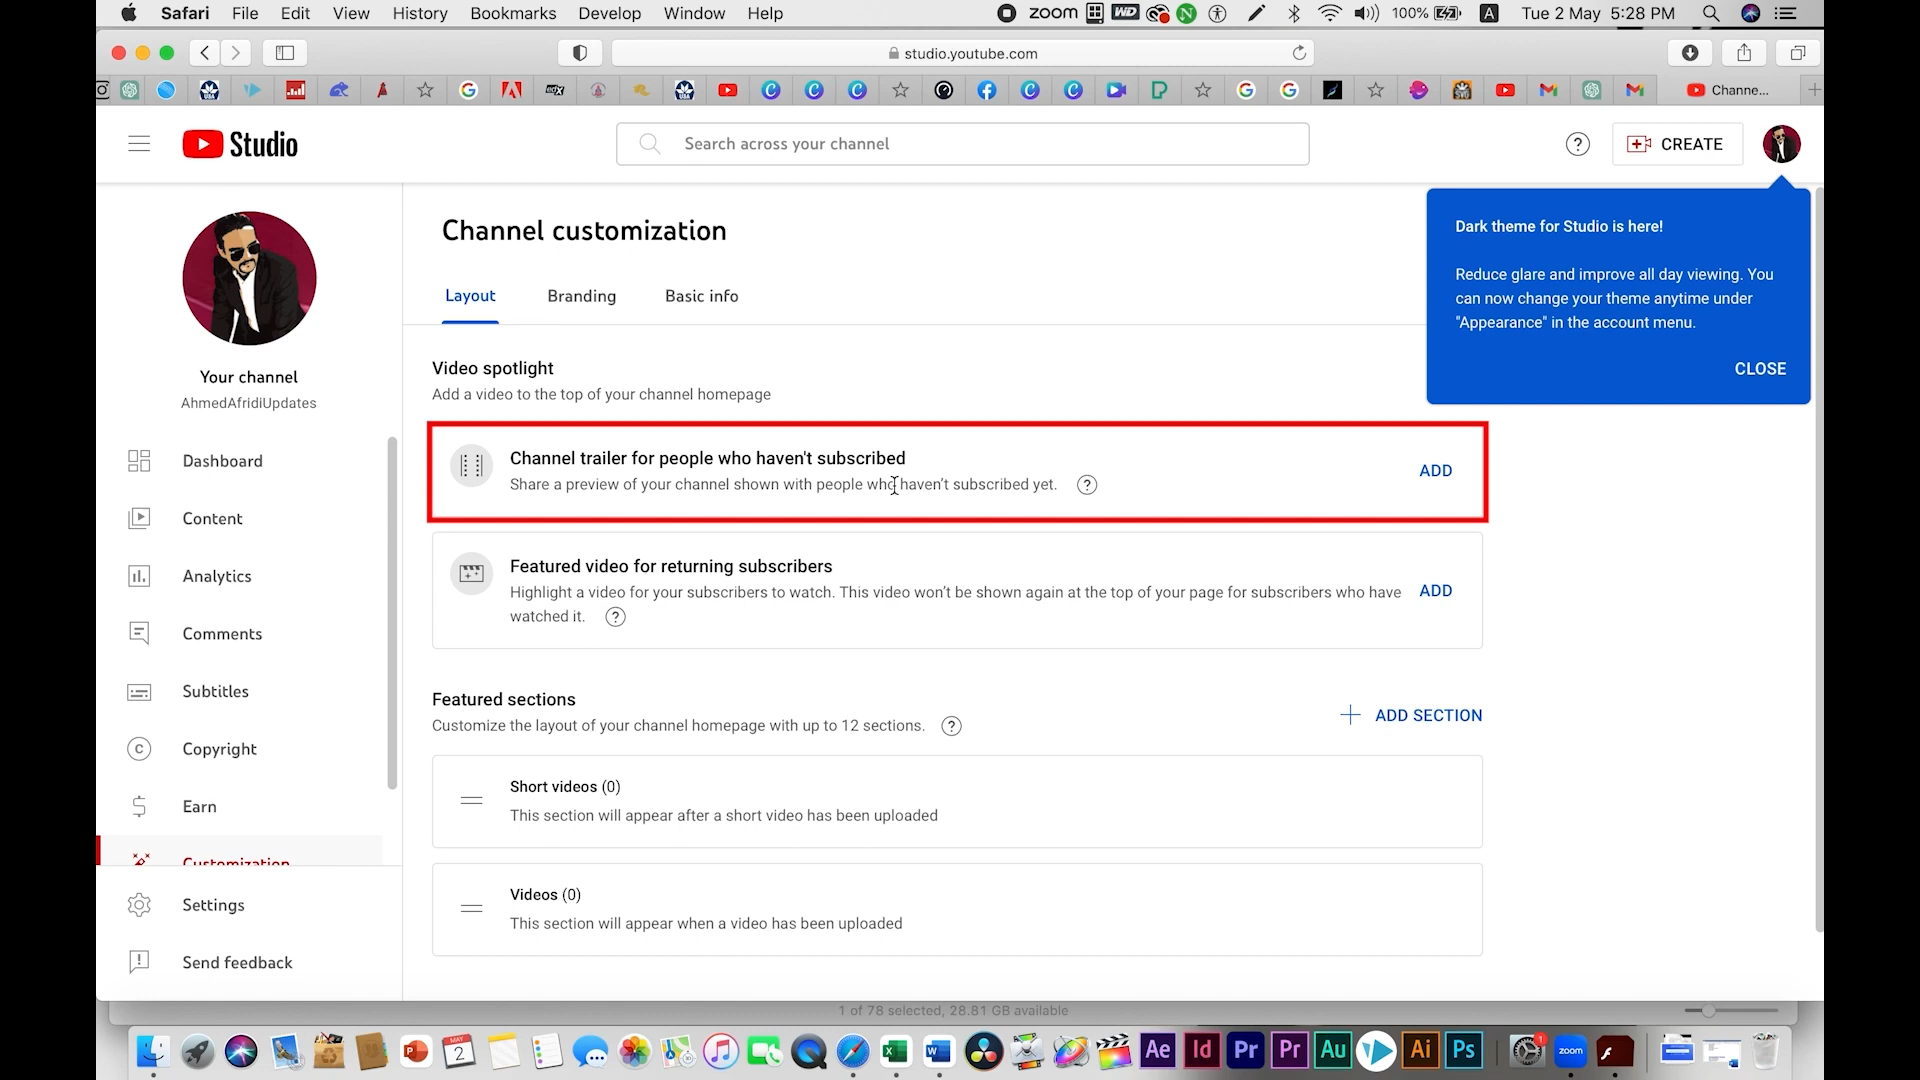 Safari File Edit View History Bookmarks Develop Window Help
zoom WD 100% A Tue 2 May 5:28 PM
studio.youtube.com
Channe...
Studio
Search across your channel
CREATE
Dark theme for Studio is here!
Reduce glare and improve all day viewing. You
can now change your theme anytime under
"Appearance" in the account menu.
CLOSE
Your channel
AhmedAfridiUpdates
Dashboard
Content
Analytics
Comments
Subtitles
Copyright
Earn
Customization
Settings
Send feedback
Channel customization
Layout Branding Basic info
Video spotlight
Add a video to the top of your channel homepage
Channel trailer for people who haven't subscribed
Share a preview of your channel shown with people who haven’t subscribed yet.
ADD
Featured video for returning subscribers
Highlight a video for your subscribers to watch. This video won’t be shown again at the top of your page for subscribers who have
watched it.
ADD
Featured sections
Customize the layout of your channel homepage with up to 12 sections.
ADD SECTION
Short videos (0)
This section will appear after a short video has been uploaded
Videos (0)
This section will appear when a video has been uploaded
1 of 78 selected, 28.81 GB available
MAY 2 Ae Id Pr Pr Au Ai Ps zoom